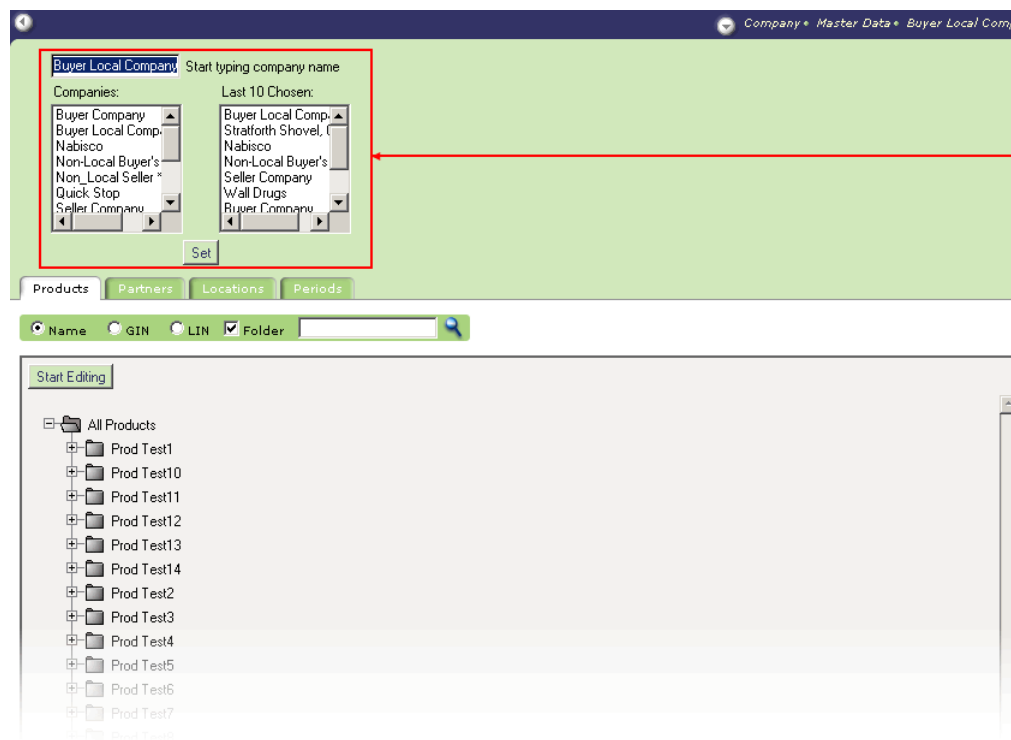 Company • Master Data • Buyer Local Com
Buyer Local Company Start typing company name
Companies: Last 10 Chosen:
Buyer Company
Buyer Local Comp
Nabisco
Non-Local Buyer's
Non_Local Seller *
Quick Stop
Seller Company
Buyer Local Comp
Stratforth Shovel,
Nabisco
Non-Local Buyer's
Seller Company
Wall Drugs
Buyer Company
Set
Products Partners Locations Periods
Name GIN LIN Folder
Start Editing
All Products
Prod Test1
Prod Test10
Prod Test11
Prod Test12
Prod Test13
Prod Test14
Prod Test2
Prod Test3
Prod Test4
Prod Test5
Prod Test6
Prod Test7